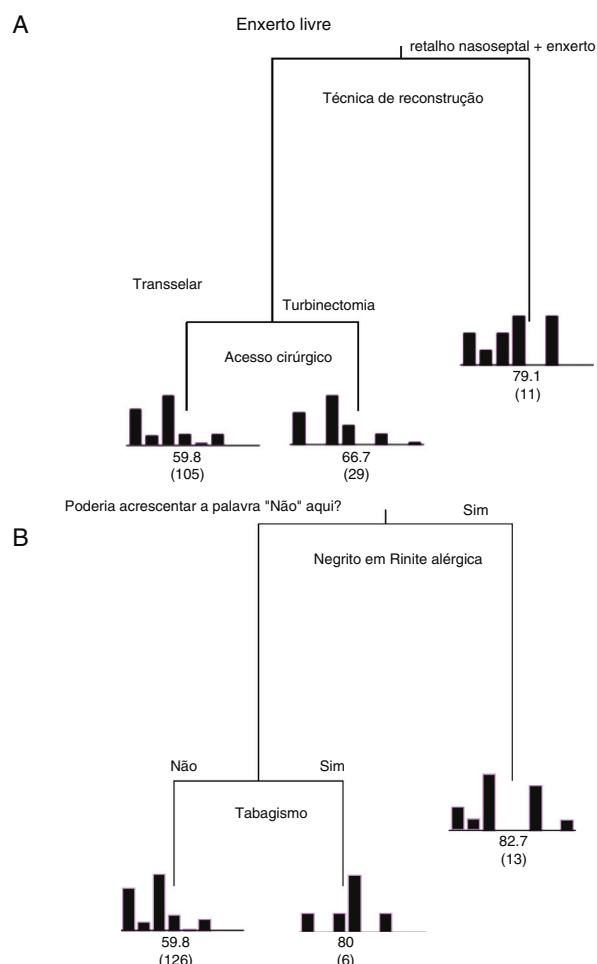 A
Enxerto livre
retalho nasoseptal + enxerto
Técnica de reconstrução
Transselar
Turbinectomia
Acesso cirúrgico
79.1
(11)
59.8
(105)
66.7
(29)
Poderia acrescentar a palavra "Não" aqui?
Sim
B
Negrito em Rinite alérgica
Não
Sim
Tabagismo
82.7
(13)
59.8
(126)
80
(6)